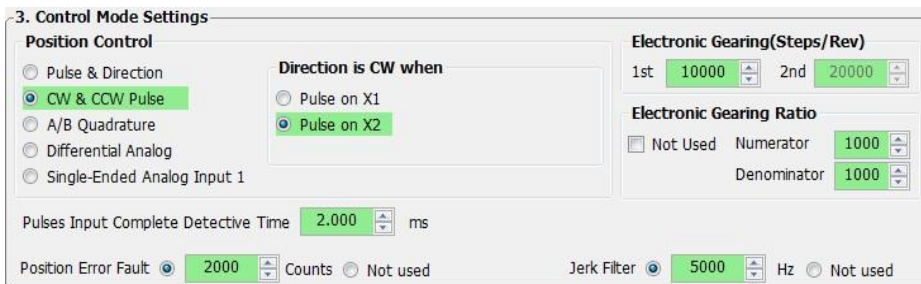 3. Control Mode Settings
Position Control
Pulse & Direction
CW & CCW Pulse
A/B Quadrature
Differential Analog
Single-Ended Analog Input 1
Direction is CW when
Pulse on X1
Pulse on X2
Electronic Gearing(Steps/Rev)
1st 10000 2nd 20000
Electronic Gearing Ratio
Not Used Numerator 1000
Denominator 1000
Pulses Input Complete Detective Time 2.000 ms
Position Error Fault 2000 Counts Not used Jerk Filter 5000 Hz Not used